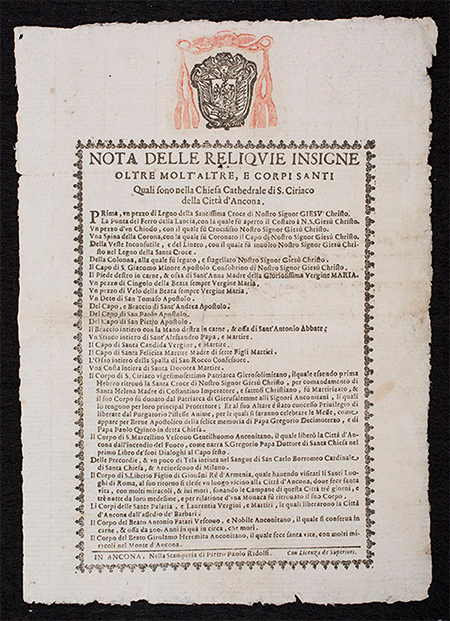 NOTA DELLE RELIQVIE INSIGNE
OLTRE MOLT'ALTRE, E CORPI SANTI
Quali sono nella Chiesa Cathedrale di S. Ciriaco
della Città d'Ancona.
PRima, vn pezzo di Legno della Santissima Croce di Nostro Signor GIESV' Christo.
La Punta del Ferro della Lancia, con la quale fù aperto il Costato à N.S. Giesù Christo.
Vn pezzo d'vn Chiodo, con il quale fù Crocifisso Nostro Signor Giesù Christo.
Vna Spina della Corona, con la quale fù Coronato il Capo di Nostro Signor Giesù Christo.
Della Veste Inconsutile, e del Linteo, con il quale fù inuolto Nostro Signor Giesù Chri-
sto nel Legno della Santa Croce.
Della Colonna, alla quale fù legato, e flagellato Nostro Signor Giesù Christo.
Il Capo di S. Giacomo Minore Apostolo Consobrino di Nostro Signor Giesù Christo.
Il Piede destro in carne, & ossa di Sant'Anna Madre della Gloriosissima Vergine MARIA.
Vn pezzo di Cingolo della Beata sempre Vergine Maria.
Vn pezzo di Velo della Beata sempre Vergine Maria.
Vn Deto di San Tomaso Apostolo.
Del Capo, e Braccio di Sant'Andrea Apostolo.
Del Capo di San Paolo Apostolo.
Del Capo di San Pietro Apostolo.
Il Braccio intiero con la Mano destra in carne, & ossa di Sant'Antonio Abbate.
Vn Stinco intiero di Sant'Alessandro Papa, e Martire.
Il Capo di Santa Candida Vergine, e Martire.
Il Capo di Santa Felicita Martire Madre di sette Figli Martiri.
L'Osso intiero della Spalla di San Rocco Confessore.
Vna Costa intiera di Santa Dorotea Martire.
Il Corpo di S. Ciriaco vigesimosettimo Patriarca Gierosolimitano, il quale essendo prima
Hebreo ritrouò la Santa Croce di Nostro Signor Giesù Christo, per comandamento di
Santa Helena Madre di Costantino Imperatore, e fattosi Christiano, fù Martirizato, &
il suo Corpo fù donato dal Patriarca di Gierusalemme alli Signori Anconitani, li quali
lo tengono per loro principal Protettore; Et al suo Altare è stato concesso Priuilegio di
liberare dal Purgatorio l'istesse Anime, per le quali si faranno celebrare le Messe, come
appare per Breue Apostolico della felice memoria di Papa Gregorio Decimoterzo, e di
Papa Paolo Quinto in detta Chiesa.
Il Corpo di S. Marcellino Vescouo Gentilhuomo Anconitano, il quale liberò la Città d'An-
cona dall'incendio del Fuoco, come narra S. Gregorio Papa Dottore di Santa Chiesa nel
primo Libro de'suoi Dialoghi al Capo sesto.
Delle Precordie, & vn poco di Tela intinta nel Sangue di San Carlo Borromeo Cardinale
di Santa Chiesa, & Arciuescouo di Milano.
Il Corpo di S. Liberio Figlio di Giosuñi Rè d'Armenia, quale hauendo visitati li Santi Luo-
ghi di Roma, al suo ritorno si elesse vn luogo vicino alla Città d'Ancona, doue fece santa
vita, con molti miracoli, & iui morì, sonando le Campane di questa Città trè giorni, e
trè notte da loro medesime, e per rilatione d'vna Monaca fù ritrouato il suo Corpo.
Li Corpi delle Sante Palatia, e Laurentia Vergini, e Martiri, le quali liberarono la Città
d'Ancona dall'assedio de' Barbari.
Il Corpo del Beato Antonio Fatati Vescouo, e Nobile Anconitano, il quale si conserua in
carne, & ossa da 200. Anni in quà in circa, che morì.
Il Corpo del Beato Girolamo Heremita Anconitano, il quale fece santa vita, con molti mi-
racoli nel Monte d'Ancona.
IN ANCONA, Nella Stamperia di Pietro Paolo Ridolfi. Con Licenza de' Superiori.